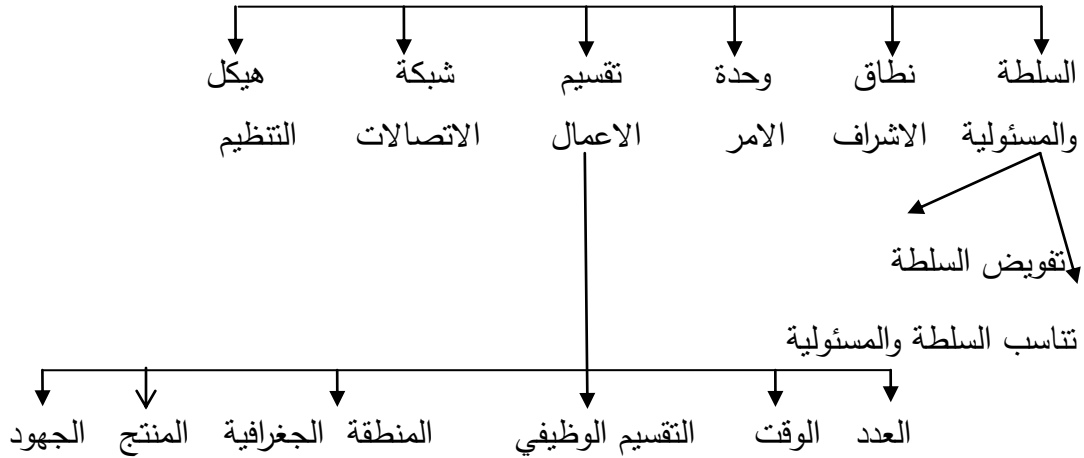 السلطة نطاق وحدة تقسيم شبكة هيكل
والمسئولية الاشراف الامر الاعمال الاتصالات التنظيم
تفويض السلطة
تناسب السلطة والمسئولية
العدد الوقت التقسيم الوظيفي المنطقة الجغرافية المنتج الجهود